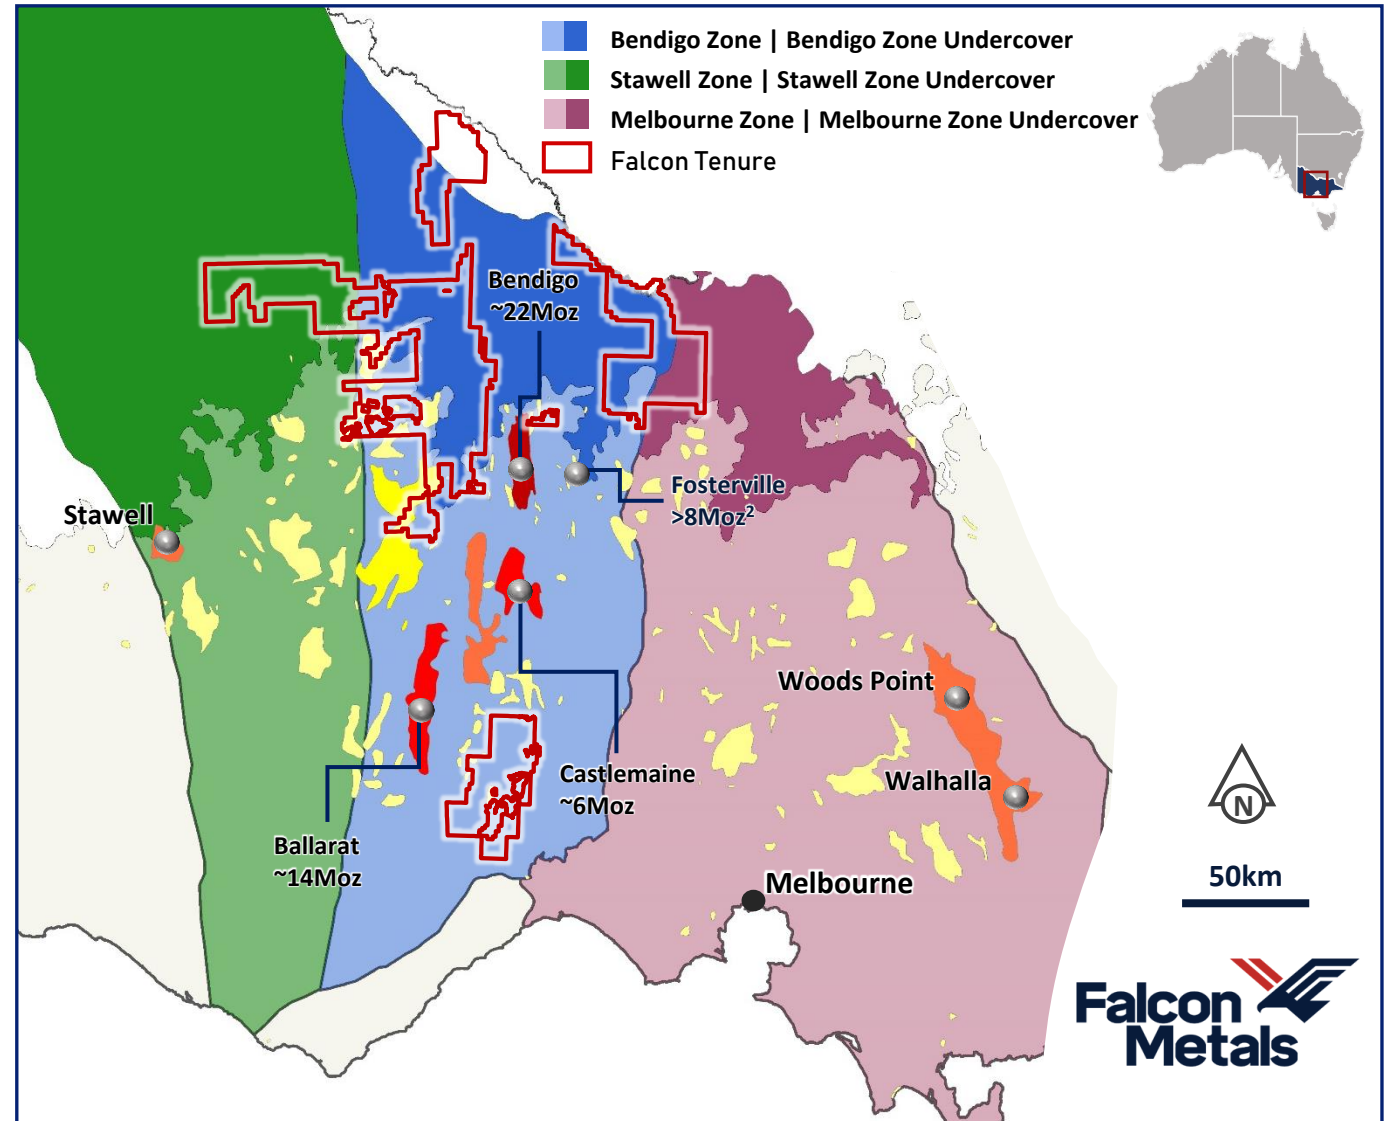 Bendigo Zone | Bendigo Zone Undercover
Stawell Zone | Stawell Zone Undercover
Melbourne Zone | Melbourne Zone Undercover
Falcon Tenure
Bendigo
~22Moz
Fosterville
>8Moz²
Stawell
Woods Point
Castlemaine
~6Moz
Walhalla
Ballarat
~14Moz
Melbourne
N
50km
Falcon
Metals